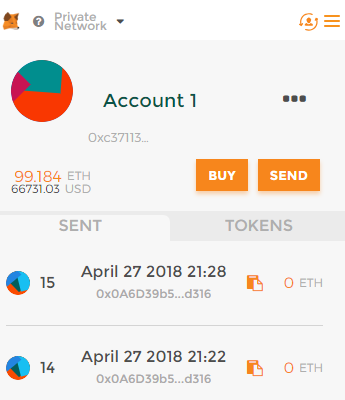 Private
Network
Account 1
0xc37113...
99.184 ETH
66731.03 USD
BUY
SEND
SENT
TOKENS
15
April 27 2018 21:28
0x0A6D39b5...d316
0 ETH
14
April 27 2018 21:22
0x0A6D39b5...d316
0 ETH